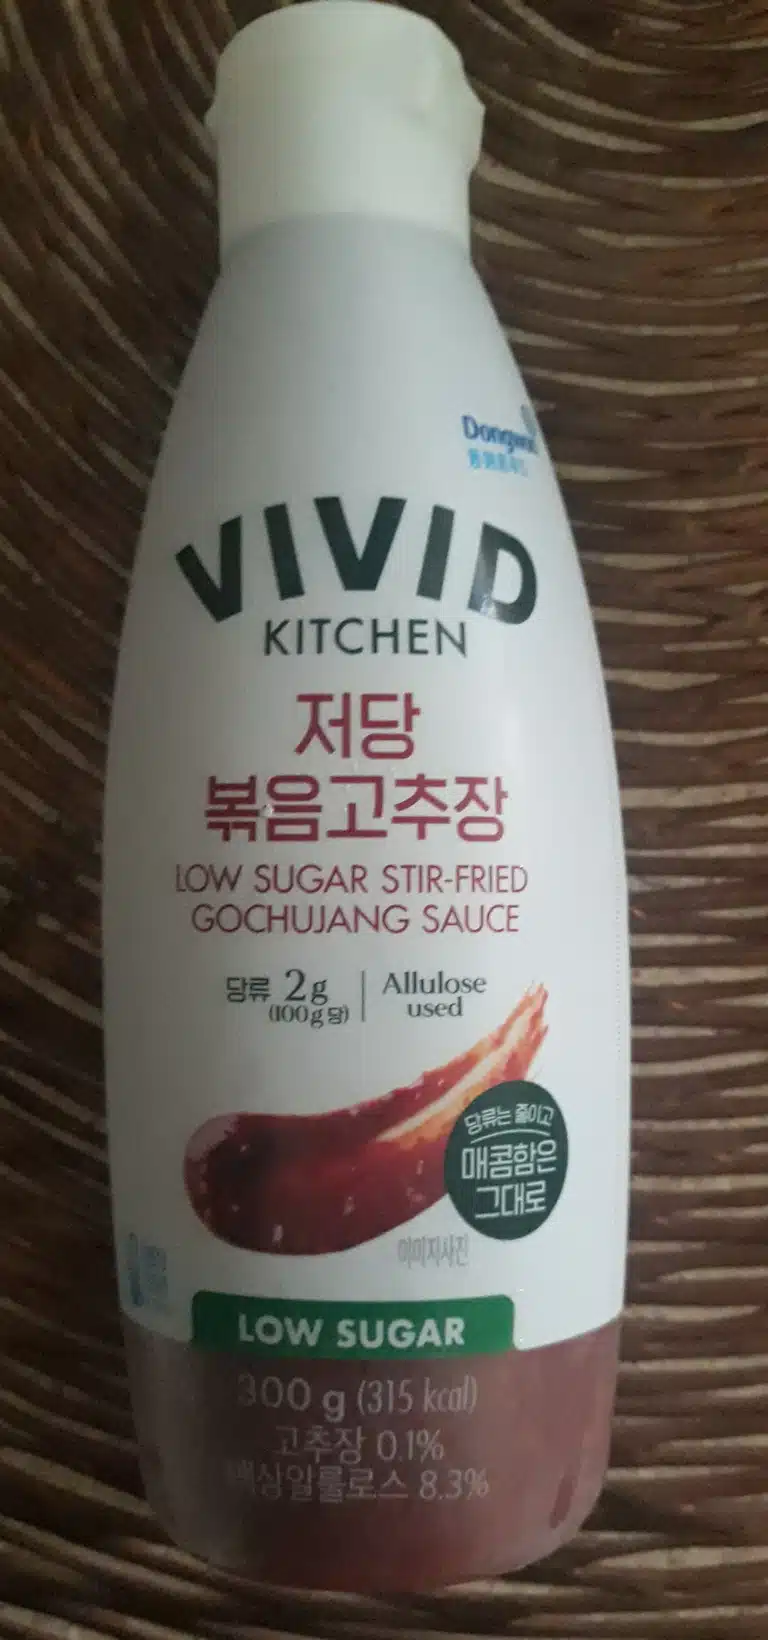 Dongwon
VIVID
KITCHEN
저당
볶음고추장
LOW SUGAR STIR-FRIED
GOCHUJANG SAUCE
당류 2g
(100g 당)
Allulose
used
당류는 줄이고
매콤함은
그대로
이미지사진
LOW SUGAR
300 g (315 kcal)
고추장 0.1%
액상알룰로스 8.3%